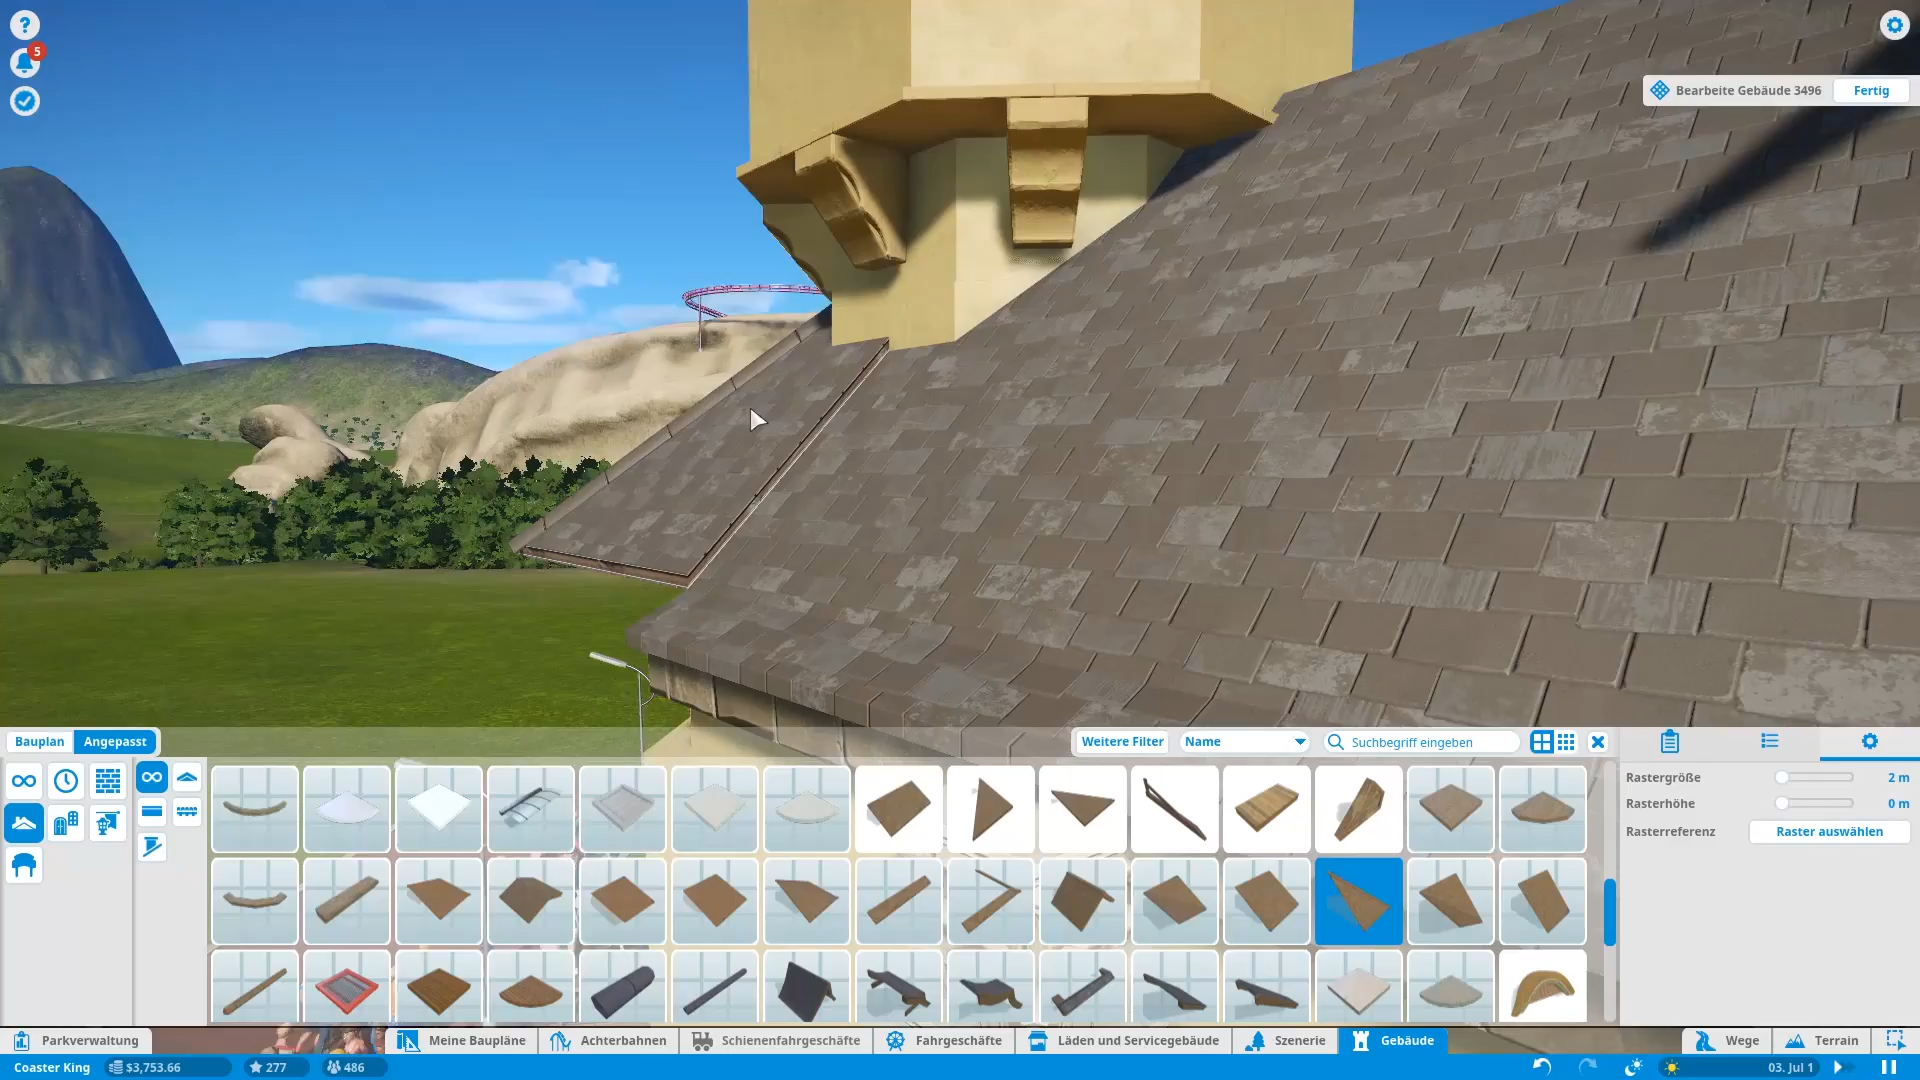 ?
5
Bearbeite Gebäude 3496
Fertig
Bauplan
Angepasst
Weitere Filter
Name
Suchbegriff eingeben
Rastergröße
2 m
Rasterhöhe
0 m
Rasterreferenz
Raster auswählen
Parkverwaltung
Meine Baupläne
Achterbahnen
Schienenfahrgeschäfte
Fahrgeschäfte
Läden und Servicegebäude
Szenerie
Gebäude
Wege
Terrain
Coaster King
$3,753.66
277
486
03. Jul 1